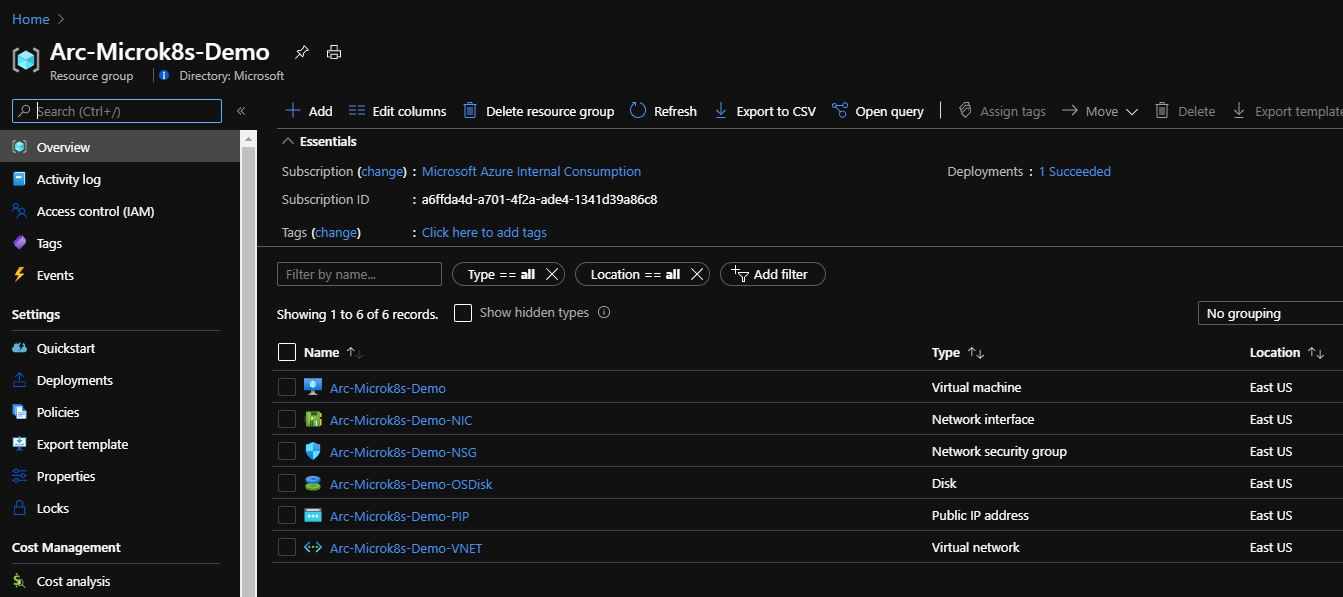 Home >
Arc-Microk8s-Demo
Resource group | Directory: Microsoft
Search (Ctrl+/) «
Add Edit columns Delete resource group Refresh Export to CSV Open query | Assign tags Move Delete Export template
Overview
Activity log
Access control (IAM)
Tags
Events
Settings
Quickstart
Deployments
Policies
Export template
Properties
Locks
Cost Management
Cost analysis
Essentials
Subscription (change) : Microsoft Azure Internal Consumption
Deployments : 1 Succeeded
Subscription ID : a6ffda4d-a701-4f2a-ade4-1341d39a86c8
Tags (change) : Click here to add tags
Filter by name... Type == all Location == all Add filter
Showing 1 to 6 of 6 records. Show hidden types
No grouping
Name ↑↓ Type ↑↓ Location ↑↓
Arc-Microk8s-Demo Virtual machine East US
Arc-Microk8s-Demo-NIC Network interface East US
Arc-Microk8s-Demo-NSG Network security group East US
Arc-Microk8s-Demo-OSDisk Disk East US
Arc-Microk8s-Demo-PIP Public IP address East US
Arc-Microk8s-Demo-VNET Virtual network East US